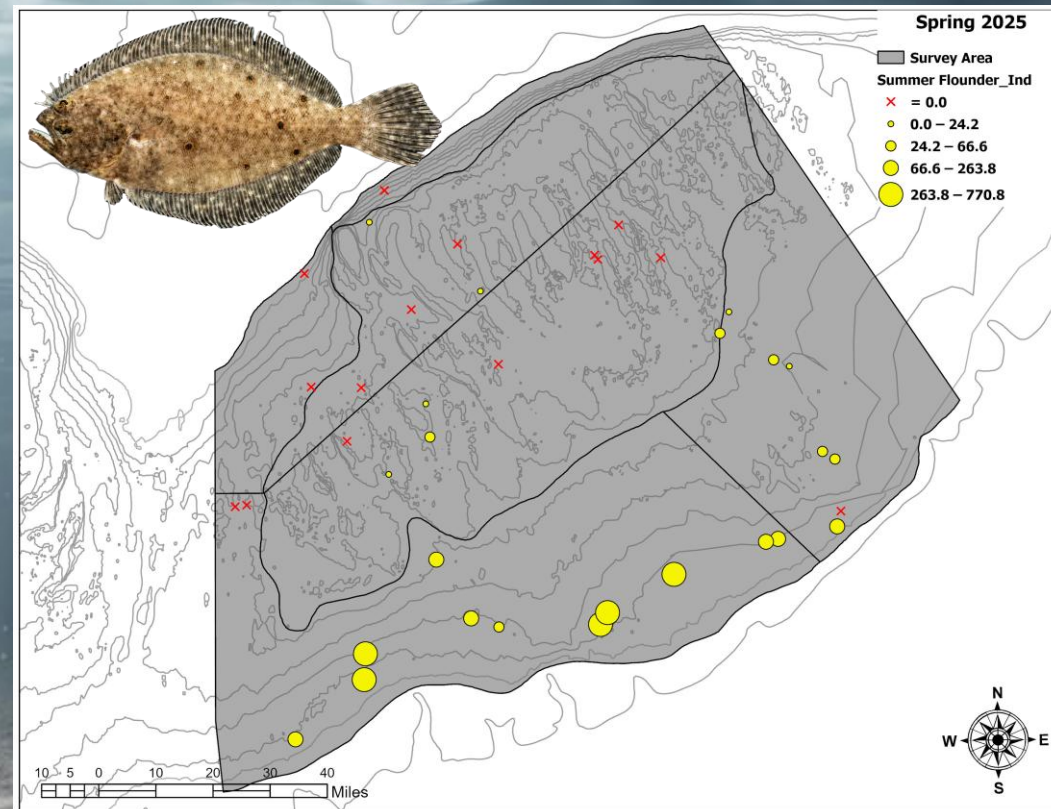 Spring 2025
Survey Area
Summer Flounder_Ind
= 0.0
0.0 – 24.2
24.2 – 66.6
66.6 – 263.8
263.8 – 770.8
N
W E
S
10 5 0 10 20 30 40
Miles